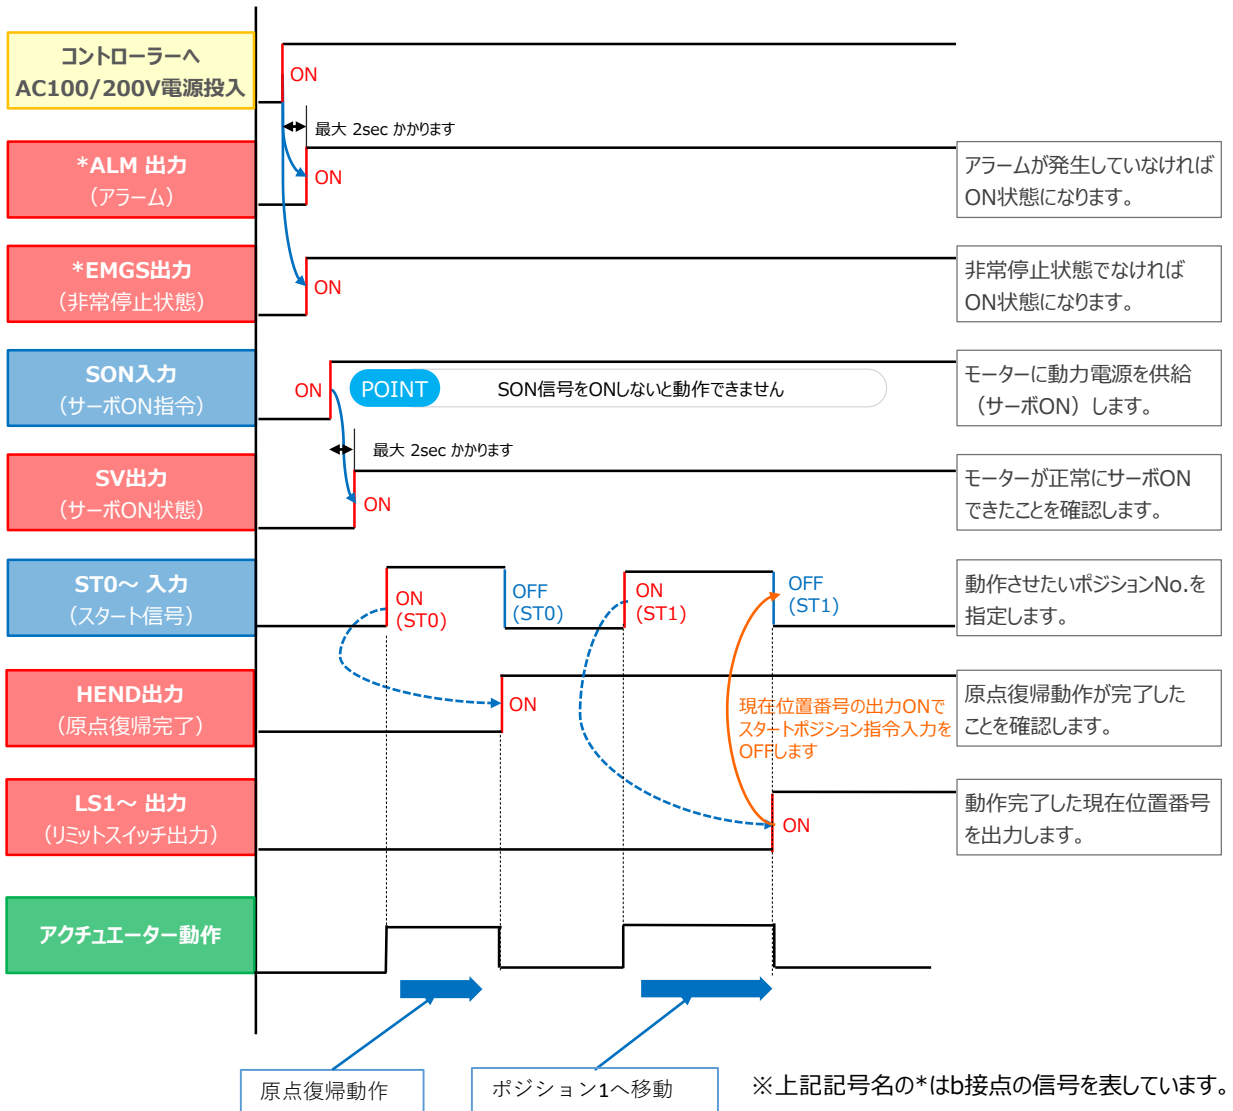 コントローラーへ
AC100/200V電源投入
ON
最大 2sec かかります
*ALM 出力
（アラーム）
ON
アラームが発生していなければ
ON状態になります。
*EMGS出力
（非常停止状態）
ON
非常停止状態でなければ
ON状態になります。
SON入力
（サーボON指令）
ON
POINT
SON信号をONしないと動作できません
モーターに動力電源を供給
（サーボON）します。
最大 2sec かかります
SV出力
（サーボON状態）
ON
モーターが正常にサーボON
できたことを確認します。
ST0～ 入力
（スタート信号）
ON
(ST0)
OFF
(ST0)
ON
(ST1)
OFF
(ST1)
動作させたいポジションNo.を
指定します。
HEND出力
（原点復帰完了）
ON
現在位置番号の出力ONで
スタートポジション指令入力を
OFFします
原点復帰動作が完了した
ことを確認します。
LS1～ 出力
（リミットスイッチ出力）
ON
動作完了した現在位置番号
を出力します。
アクチュエーター動作
原点復帰動作
ポジション1へ移動
※上記記号名の*はb接点の信号を表しています。